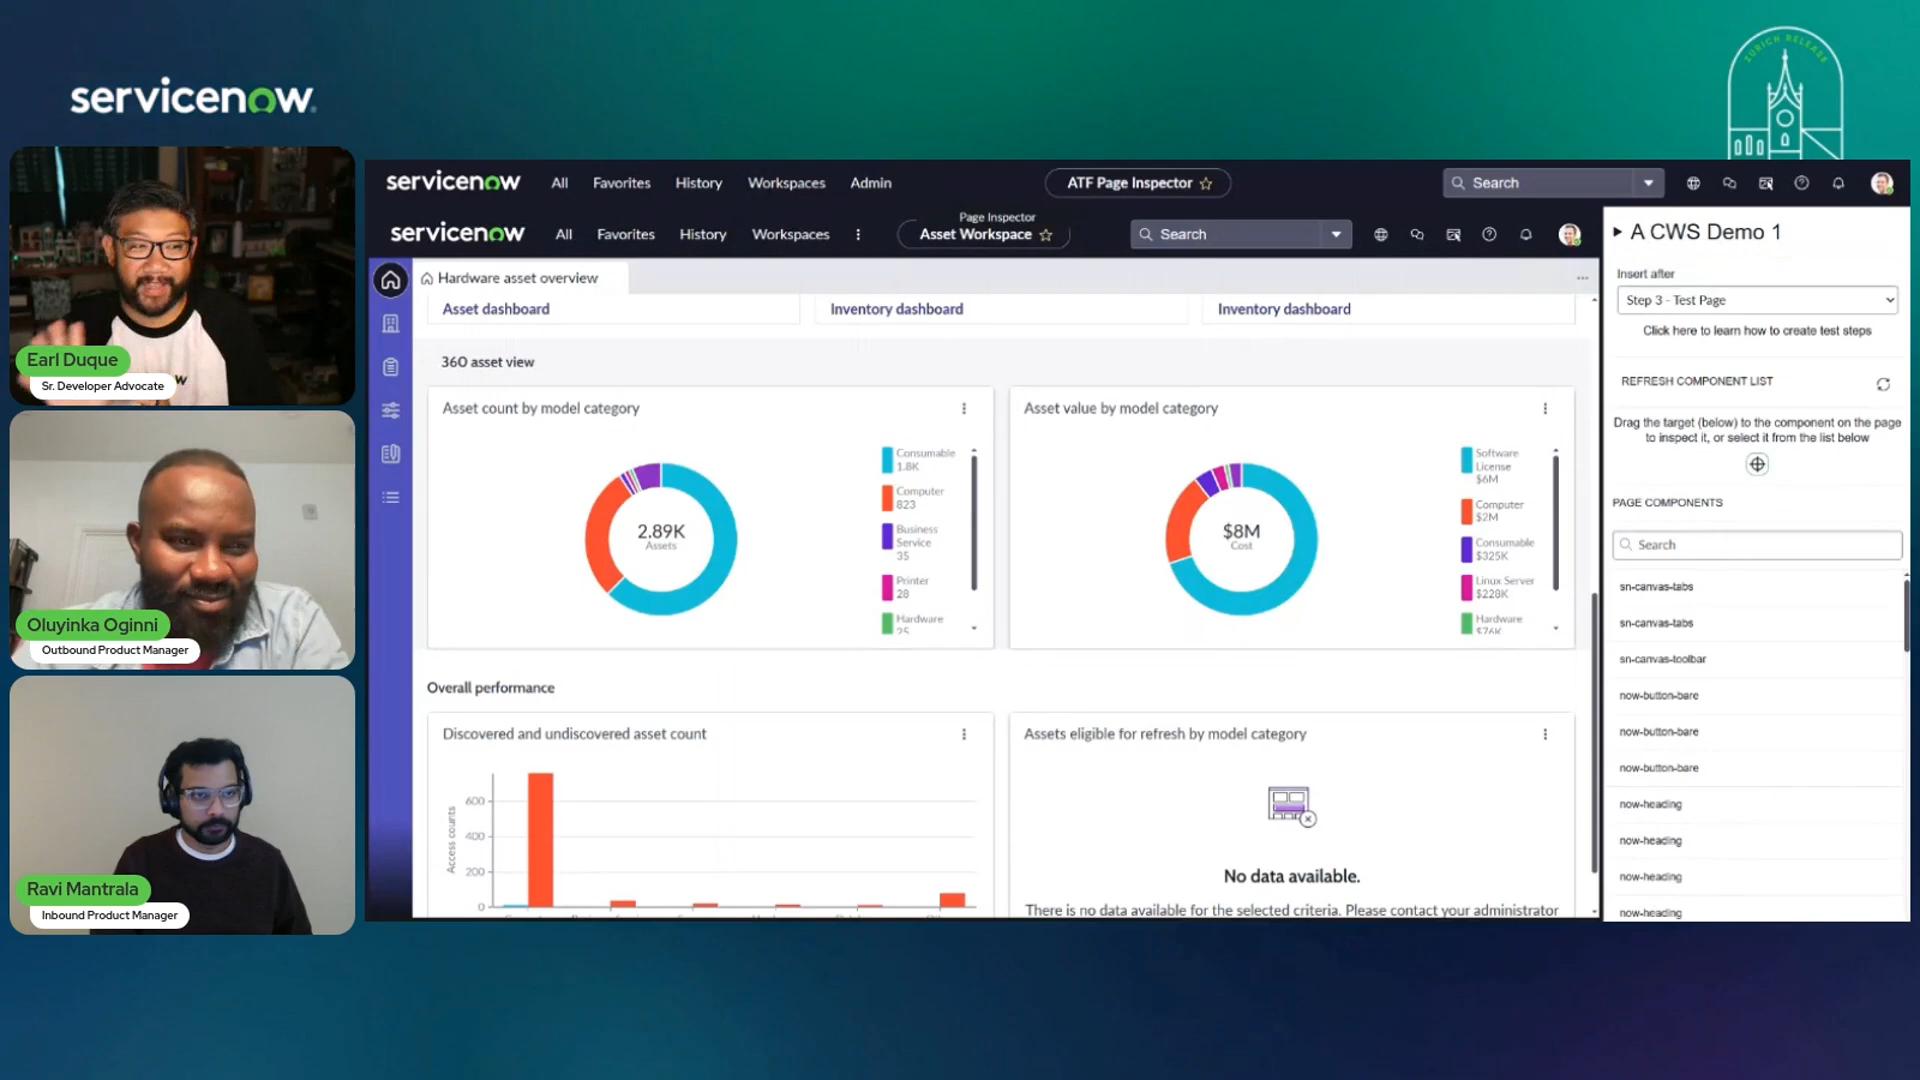 servicenow
ZURICH RELEASE
Earl Duque
Sr. Developer Advocate
Oluyinka Oginni
Outbound Product Manager
Ravi Mantrala
Inbound Product Manager
servicenow All Favorites History Workspaces Admin ATF Page Inspector Search
Page Inspector
servicenow All Favorites History Workspaces Asset Workspace Search
Hardware asset overview
Asset dashboard Inventory dashboard Inventory dashboard
360 asset view
Asset count by model category
2.89K
Assets
Consumable
1.8K
Computer
823
Business
Service
35
Printer
28
Hardware
25
Asset value by model category
$8M
Cost
Software
License
$6M
Computer
$2M
Consumable
$325K
Linux Server
$228K
Hardware
$76K
Overall performance
Discovered and undiscovered asset count
Access counts
600
400
200
0
Assets eligible for refresh by model category
No data available.
There is no data available for the selected criteria. Please contact your administrator
A CWS Demo 1
Insert after
Step 3 - Test Page
Click here to learn how to create test steps
REFRESH COMPONENT LIST
Drag the target (below) to the component on the page
to inspect it, or select it from the list below
PAGE COMPONENTS
Search
sn-canvas-tabs
sn-canvas-tabs
sn-canvas-toolbar
now-button-bare
now-button-bare
now-button-bare
now-heading
now-heading
now-heading
now-heading